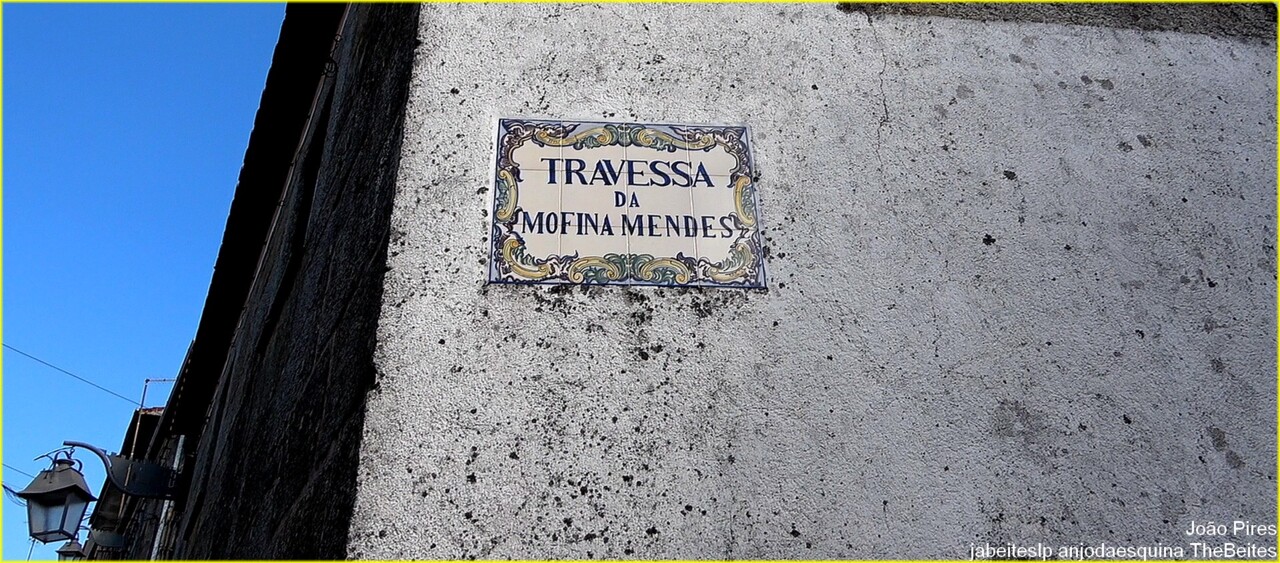 TRAVESSA
DA
MOFINA MENDES
João Pires
jabeiteslp anjodaesquina TheBeites